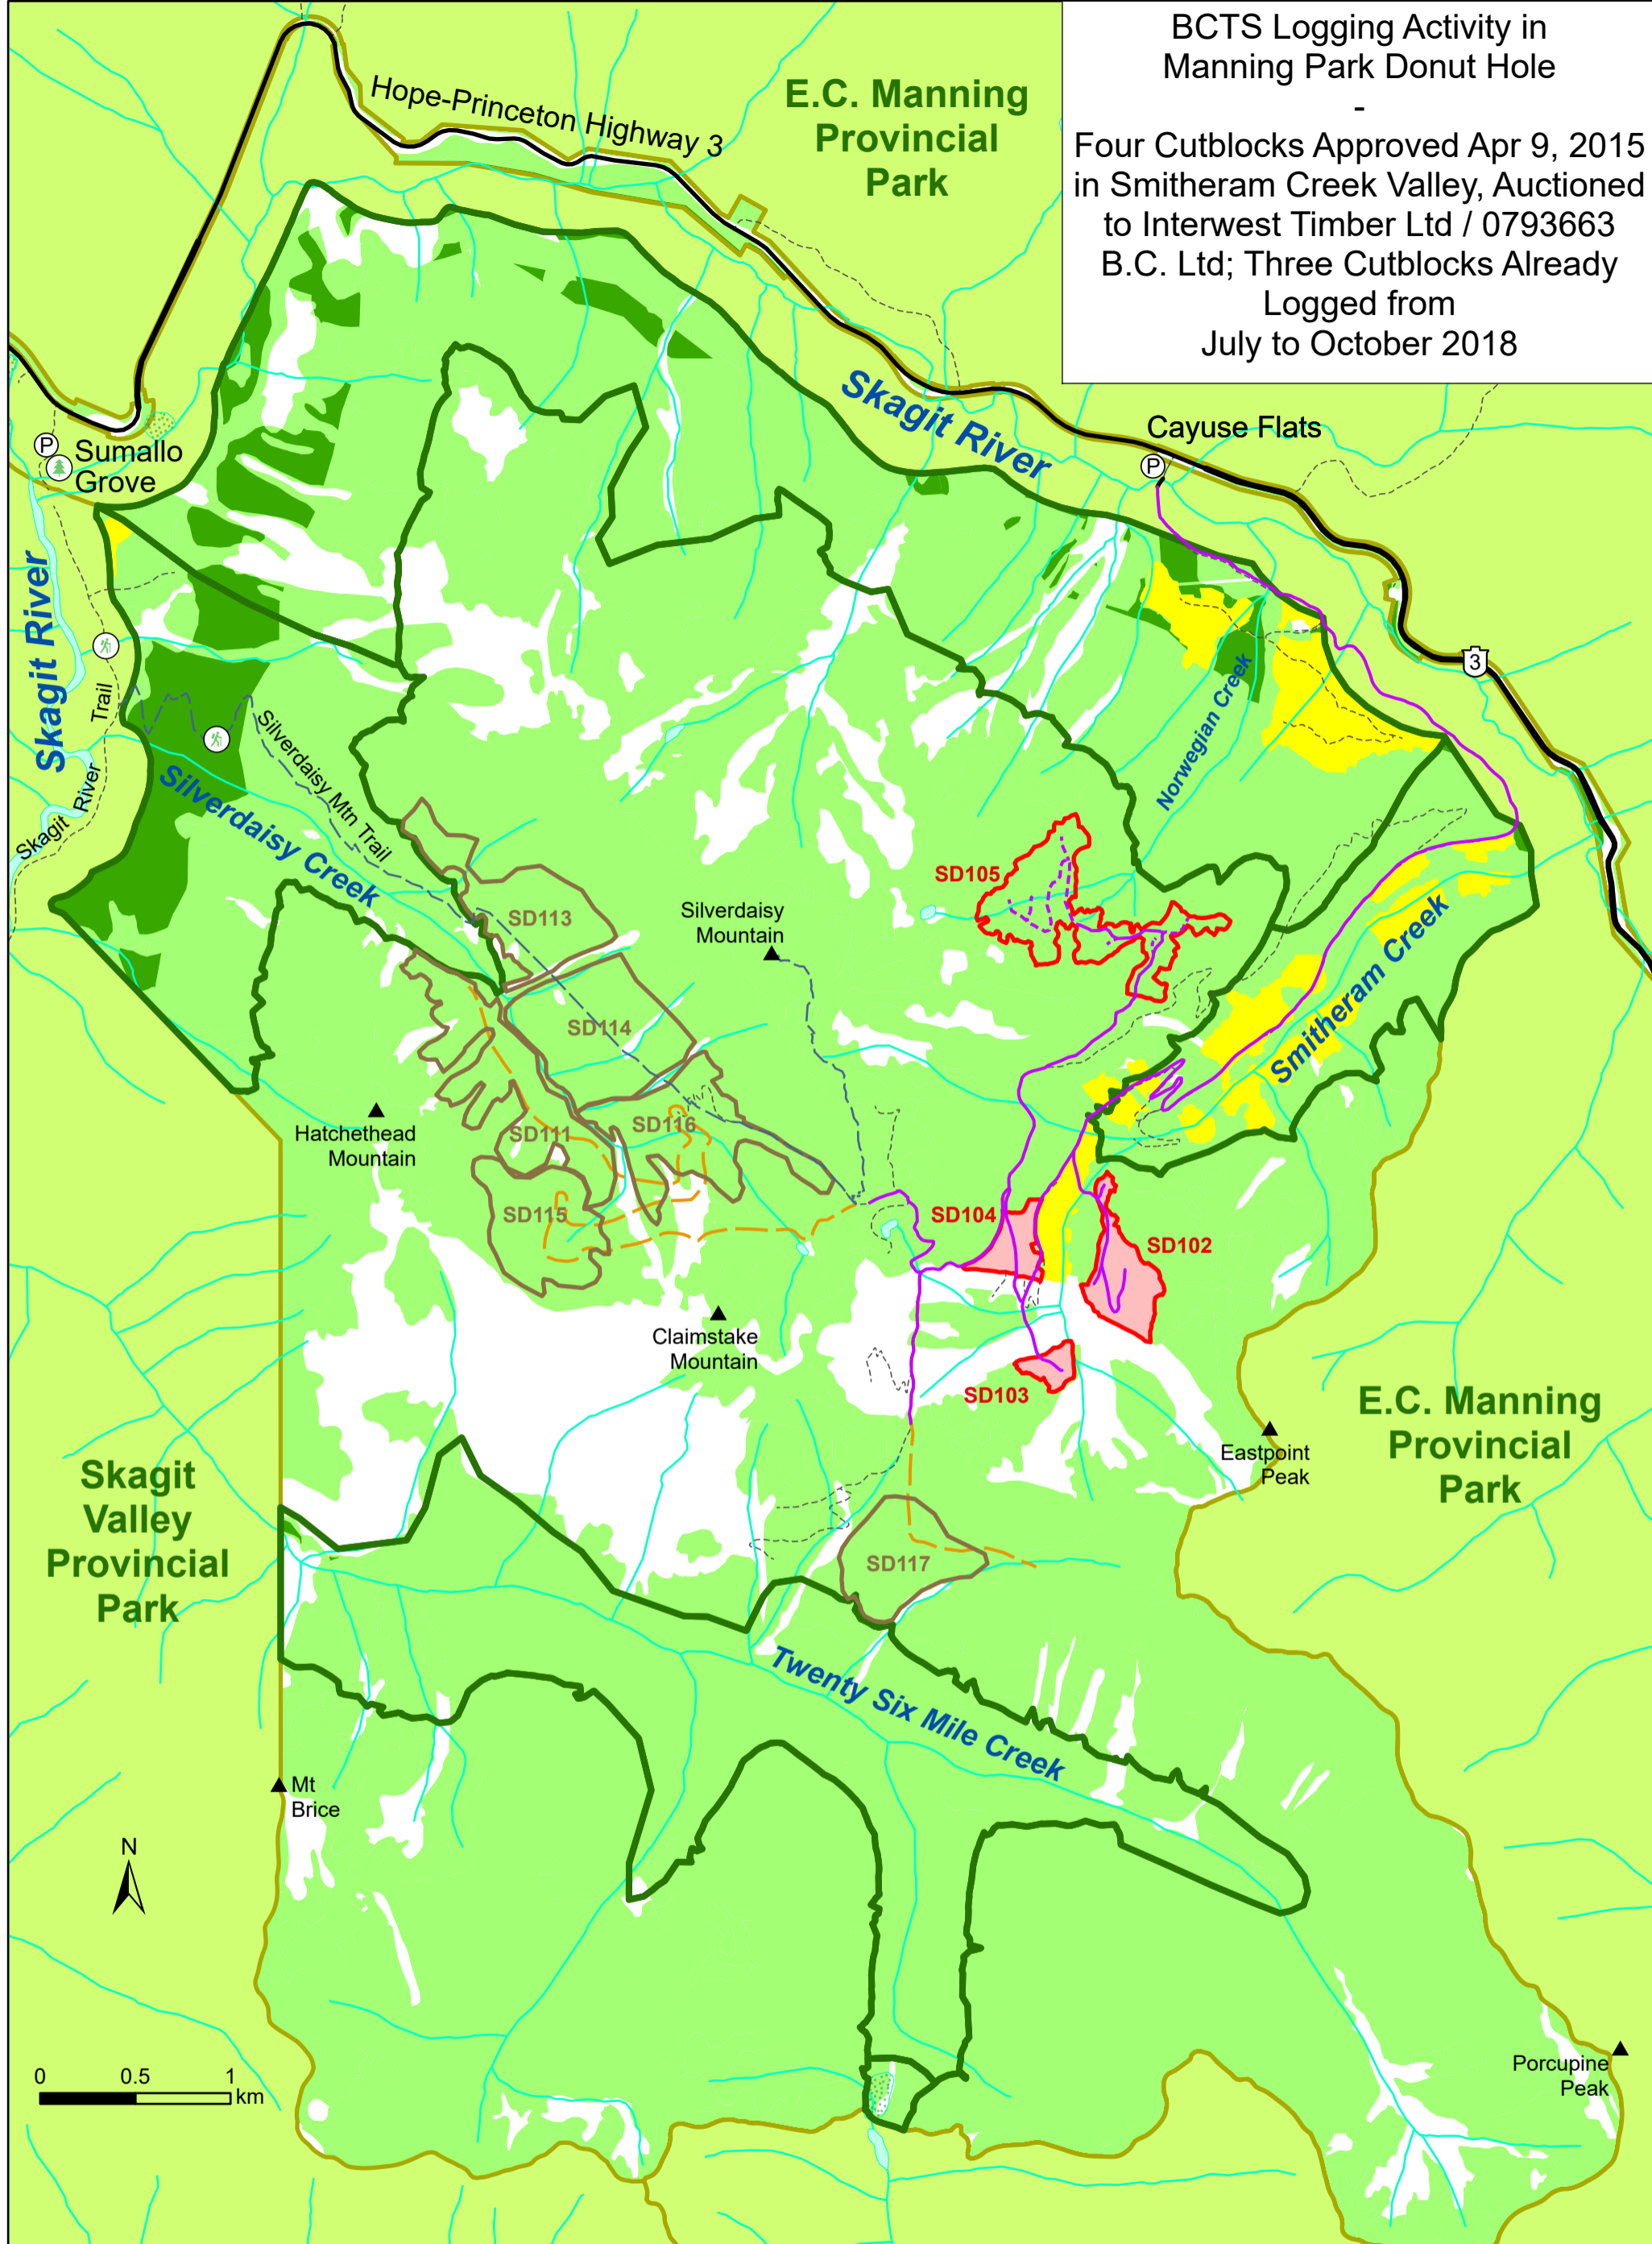 BCTS Logging Activity in
Manning Park Donut Hole
-
Four Cutblocks Approved Apr 9, 2015
in Smitheram Creek Valley, Auctioned
to Interwest Timber Ltd / 0793663
B.C. Ltd; Three Cutblocks Already
Logged from
July to October 2018
Hope-Princeton Highway 3
E.C. Manning
Provincial
Park
Skagit River
Cayuse Flats
P
P
Sumallo
Grove
Skagit River
3
Norwegian Creek
Skagit River Trail
Silverdaisy Mtn Trail
Silverdaisy Creek
SD105
SD113
Silverdaisy
Mountain
Smitheram Creek
SD114
Hatchethead
Mountain
SD111
SD116
SD115
SD104
SD102
Claimstake
Mountain
SD103
E.C. Manning
Provincial
Park
Eastpoint
Peak
Skagit
Valley
Provincial
Park
SD117
Twenty Six Mile Creek
Mt
Brice
N
Porcupine
Peak
0 0.5 1
km